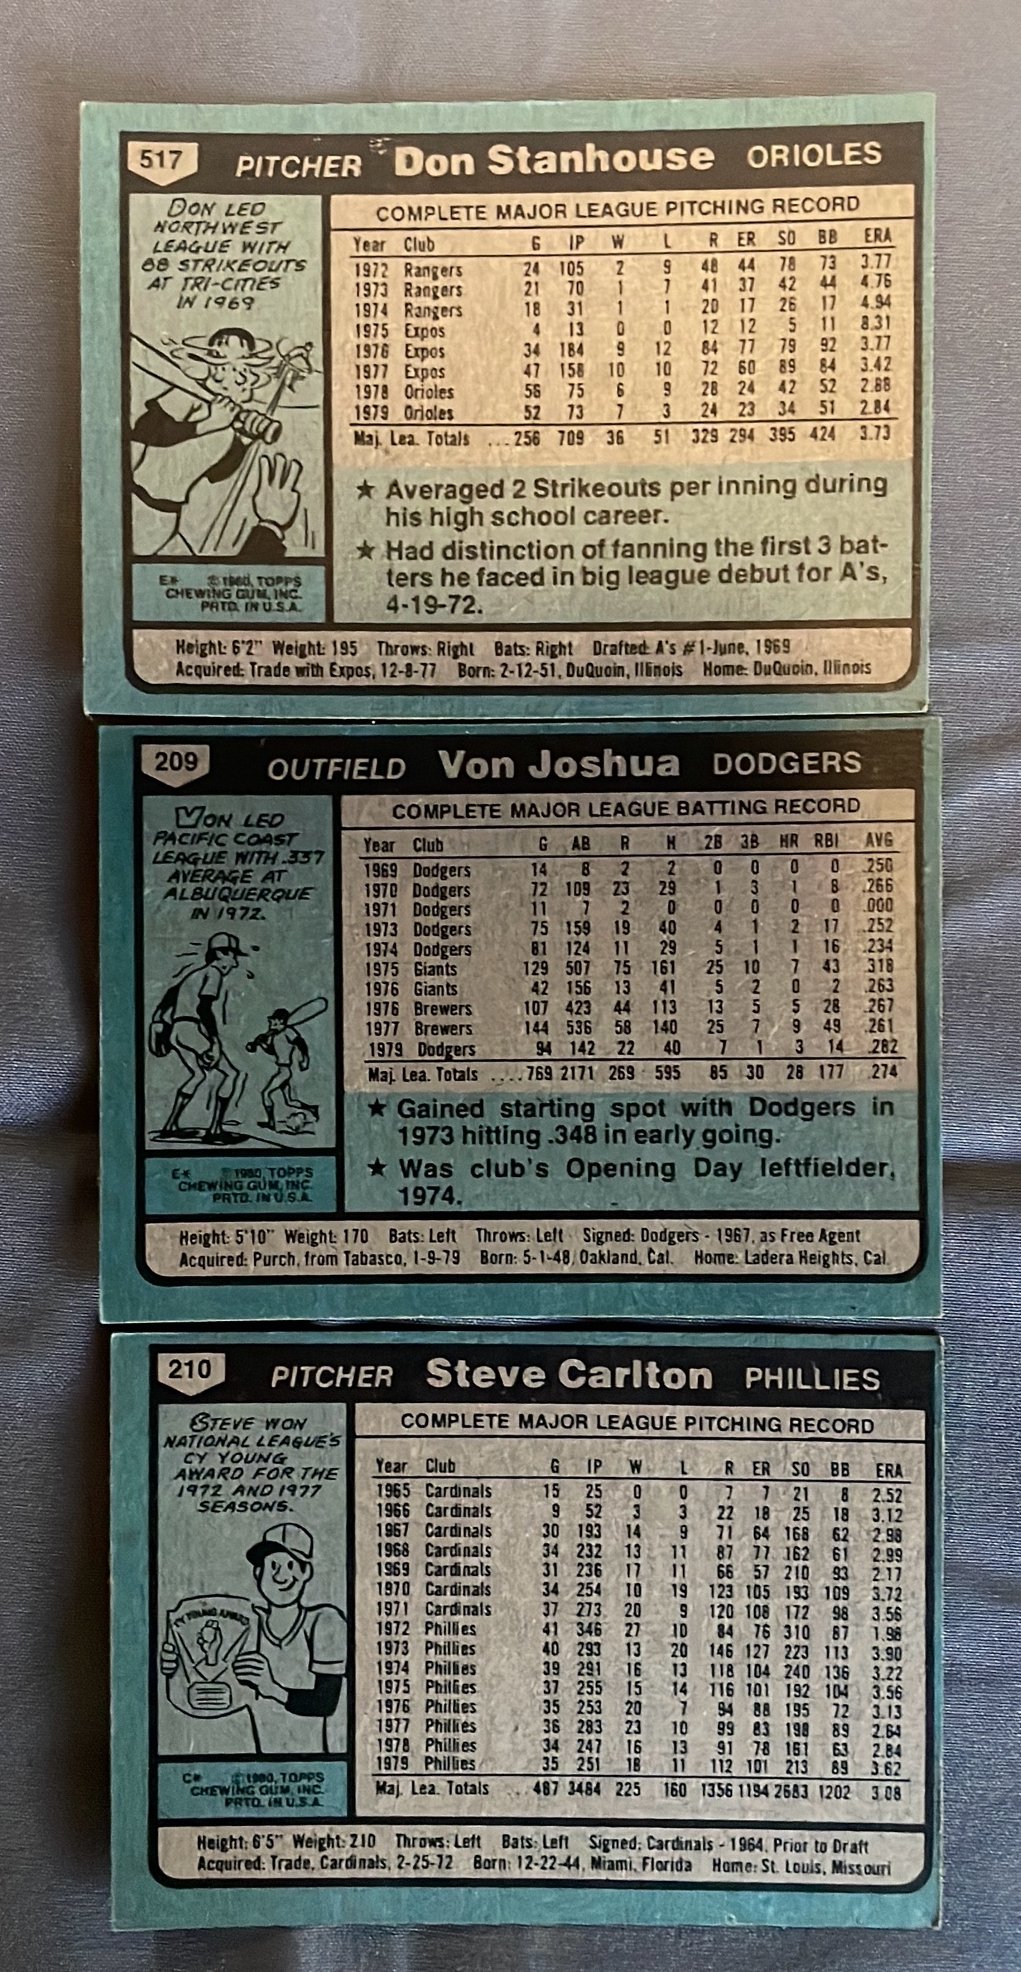 517 PITCHER Don Stanhouse ORIOLES
DON LED
NORTHWEST
LEAGUE WITH
88 STRIKEOUTS
AT TRI-CITIES
IN 1969.
E* © 1980, TOPPS
CHEWING GUM, INC.
PRTD. IN U.S.A.
COMPLETE MAJOR LEAGUE PITCHING RECORD
Year Club G IP W L R ER SO BB ERA
1972 Rangers 24 105 2 9 48 44 78 73 3.77
1973 Rangers 21 70 1 7 41 37 42 44 4.76
1974 Rangers 18 31 1 1 20 17 26 17 4.94
1975 Expos 4 13 0 0 12 12 5 11 8.31
1976 Expos 34 184 9 12 84 77 79 92 3.77
1977 Expos 47 158 10 10 72 60 89 84 3.42
1978 Orioles 56 75 6 9 28 24 42 52 2.88
1979 Orioles 52 73 7 3 24 23 34 51 2.84
Maj. Lea. Totals ...256 709 36 51 329 294 395 424 3.73
★ Averaged 2 Strikeouts per inning during
his high school career.
★ Had distinction of fanning the first 3 bat-
ters he faced in big league debut for A's,
4-19-72.
Height: 6'2" Weight: 195 Throws: Right Bats: Right Drafted: A's #1-June, 1969
Acquired: Trade with Expos, 12-8-77 Born: 2-12-51, DuQuoin, Illinois Home: DuQuoin, Illinois
209 OUTFIELD Von Joshua DODGERS
VON LED
PACIFIC COAST
LEAGUE WITH .337
AVERAGE AT
ALBUQUERQUE
IN 1972.
E* © 1980, TOPPS
CHEWING GUM, INC.
PRTD. IN U.S.A.
COMPLETE MAJOR LEAGUE BATTING RECORD
Year Club G AB R H 2B 3B HR RBI AVG
1969 Dodgers 14 8 2 2 0 0 0 0 .250
1970 Dodgers 72 109 23 29 1 3 1 8 .266
1971 Dodgers 11 7 2 0 0 0 0 0 .000
1973 Dodgers 75 159 19 40 4 1 2 17 .252
1974 Dodgers 81 124 11 29 5 1 1 16 .234
1975 Giants 129 507 75 161 25 10 7 43 .318
1976 Giants 42 156 13 41 5 2 0 2 .263
1976 Brewers 107 423 44 113 13 5 5 28 .267
1977 Brewers 144 536 58 140 25 7 9 49 .261
1979 Dodgers 94 142 22 40 7 1 3 14 .282
Maj. Lea. Totals ....769 2171 269 595 85 30 28 177 .274
★ Gained starting spot with Dodgers in
1973 hitting .348 in early going.
★ Was club's Opening Day leftfielder,
1974.
Height: 5'10" Weight: 170 Bats: Left Throws: Left Signed: Dodgers - 1967, as Free Agent
Acquired: Purch. from Tabasco, 1-9-79 Born: 5-1-48, Oakland, Cal. Home: Ladera Heights, Cal.
210 PITCHER Steve Carlton PHILLIES
STEVE WON
NATIONAL LEAGUE'S
CY YOUNG
AWARD FOR THE
1972 AND 1977
SEASONS.
CY YOUNG AWARD
C* © 1980, TOPPS
CHEWING GUM, INC.
PRTD. IN U.S.A.
COMPLETE MAJOR LEAGUE PITCHING RECORD
Year Club G IP W L R ER SO BB ERA
1965 Cardinals 15 25 0 0 7 7 21 8 2.52
1966 Cardinals 9 52 3 3 22 18 25 18 3.12
1967 Cardinals 30 193 14 9 71 64 168 62 2.98
1968 Cardinals 34 232 13 11 87 77 162 61 2.99
1969 Cardinals 31 236 17 11 66 57 210 93 2.17
1970 Cardinals 34 254 10 19 123 105 193 109 3.72
1971 Cardinals 37 273 20 9 120 108 172 98 3.56
1972 Phillies 41 346 27 10 84 76 310 87 1.98
1973 Phillies 40 293 13 20 146 127 223 113 3.90
1974 Phillies 39 291 16 13 118 104 240 136 3.22
1975 Phillies 37 255 15 14 116 101 192 104 3.56
1976 Phillies 35 253 20 7 94 88 195 72 3.13
1977 Phillies 36 283 23 10 99 83 198 89 2.64
1978 Phillies 34 247 16 13 91 78 161 63 2.84
1979 Phillies 35 251 18 11 112 101 213 89 3.62
Maj. Lea. Totals ... 487 3484 225 160 1356 1194 2683 1202 3.08
Height: 6'5" Weight: 210 Throws: Left Bats: Left Signed: Cardinals - 1964, Prior to Draft
Acquired: Trade, Cardinals, 2-25-72 Born: 12-22-44, Miami, Florida Home: St. Louis, Missouri